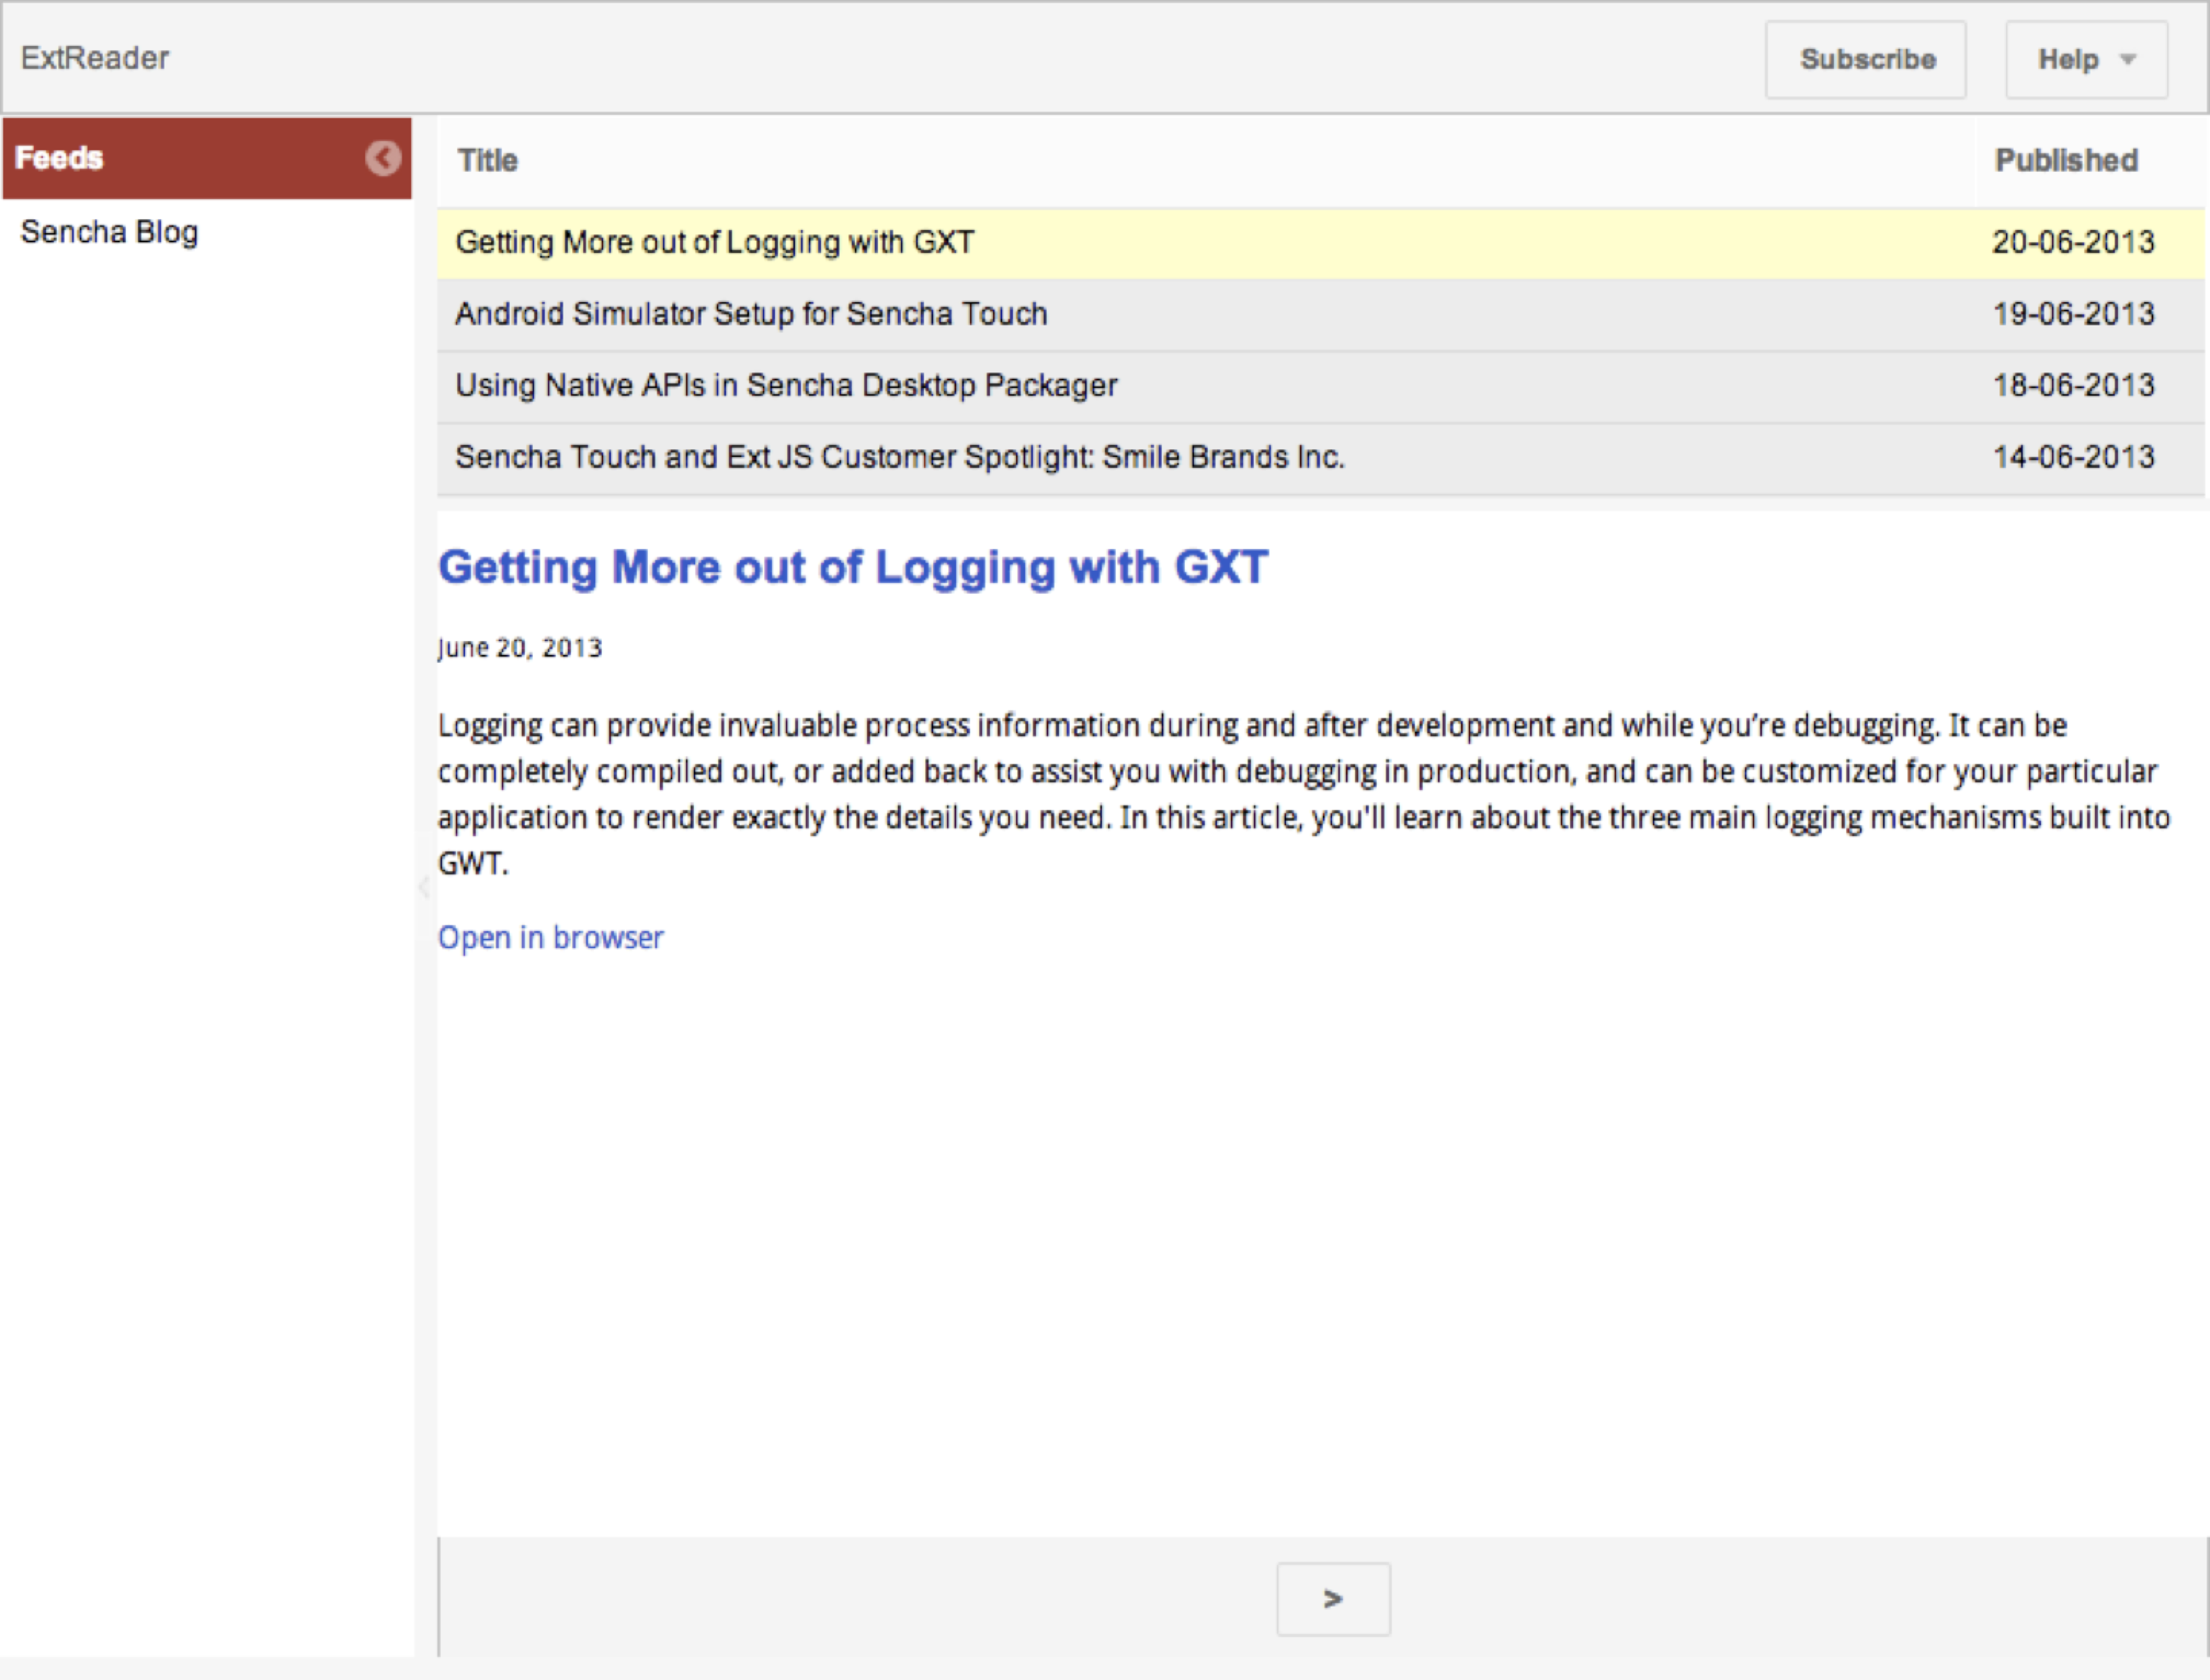 ExtReader
Subscribe
Help
Feeds
Sencha Blog
Title
Published
Getting More out of Logging with GXT
20-06-2013
Android Simulator Setup for Sencha Touch
19-06-2013
Using Native APIs in Sencha Desktop Packager
18-06-2013
Sencha Touch and Ext JS Customer Spotlight: Smile Brands Inc.
14-06-2013
Getting More out of Logging with GXT
June 20, 2013
Logging can provide invaluable process information during and after development and while you’re debugging. It can be
completely compiled out, or added back to assist you with debugging in production, and can be customized for your particular
application to render exactly the details you need. In this article, you'll learn about the three main logging mechanisms built into
GWT.
Open in browser
>